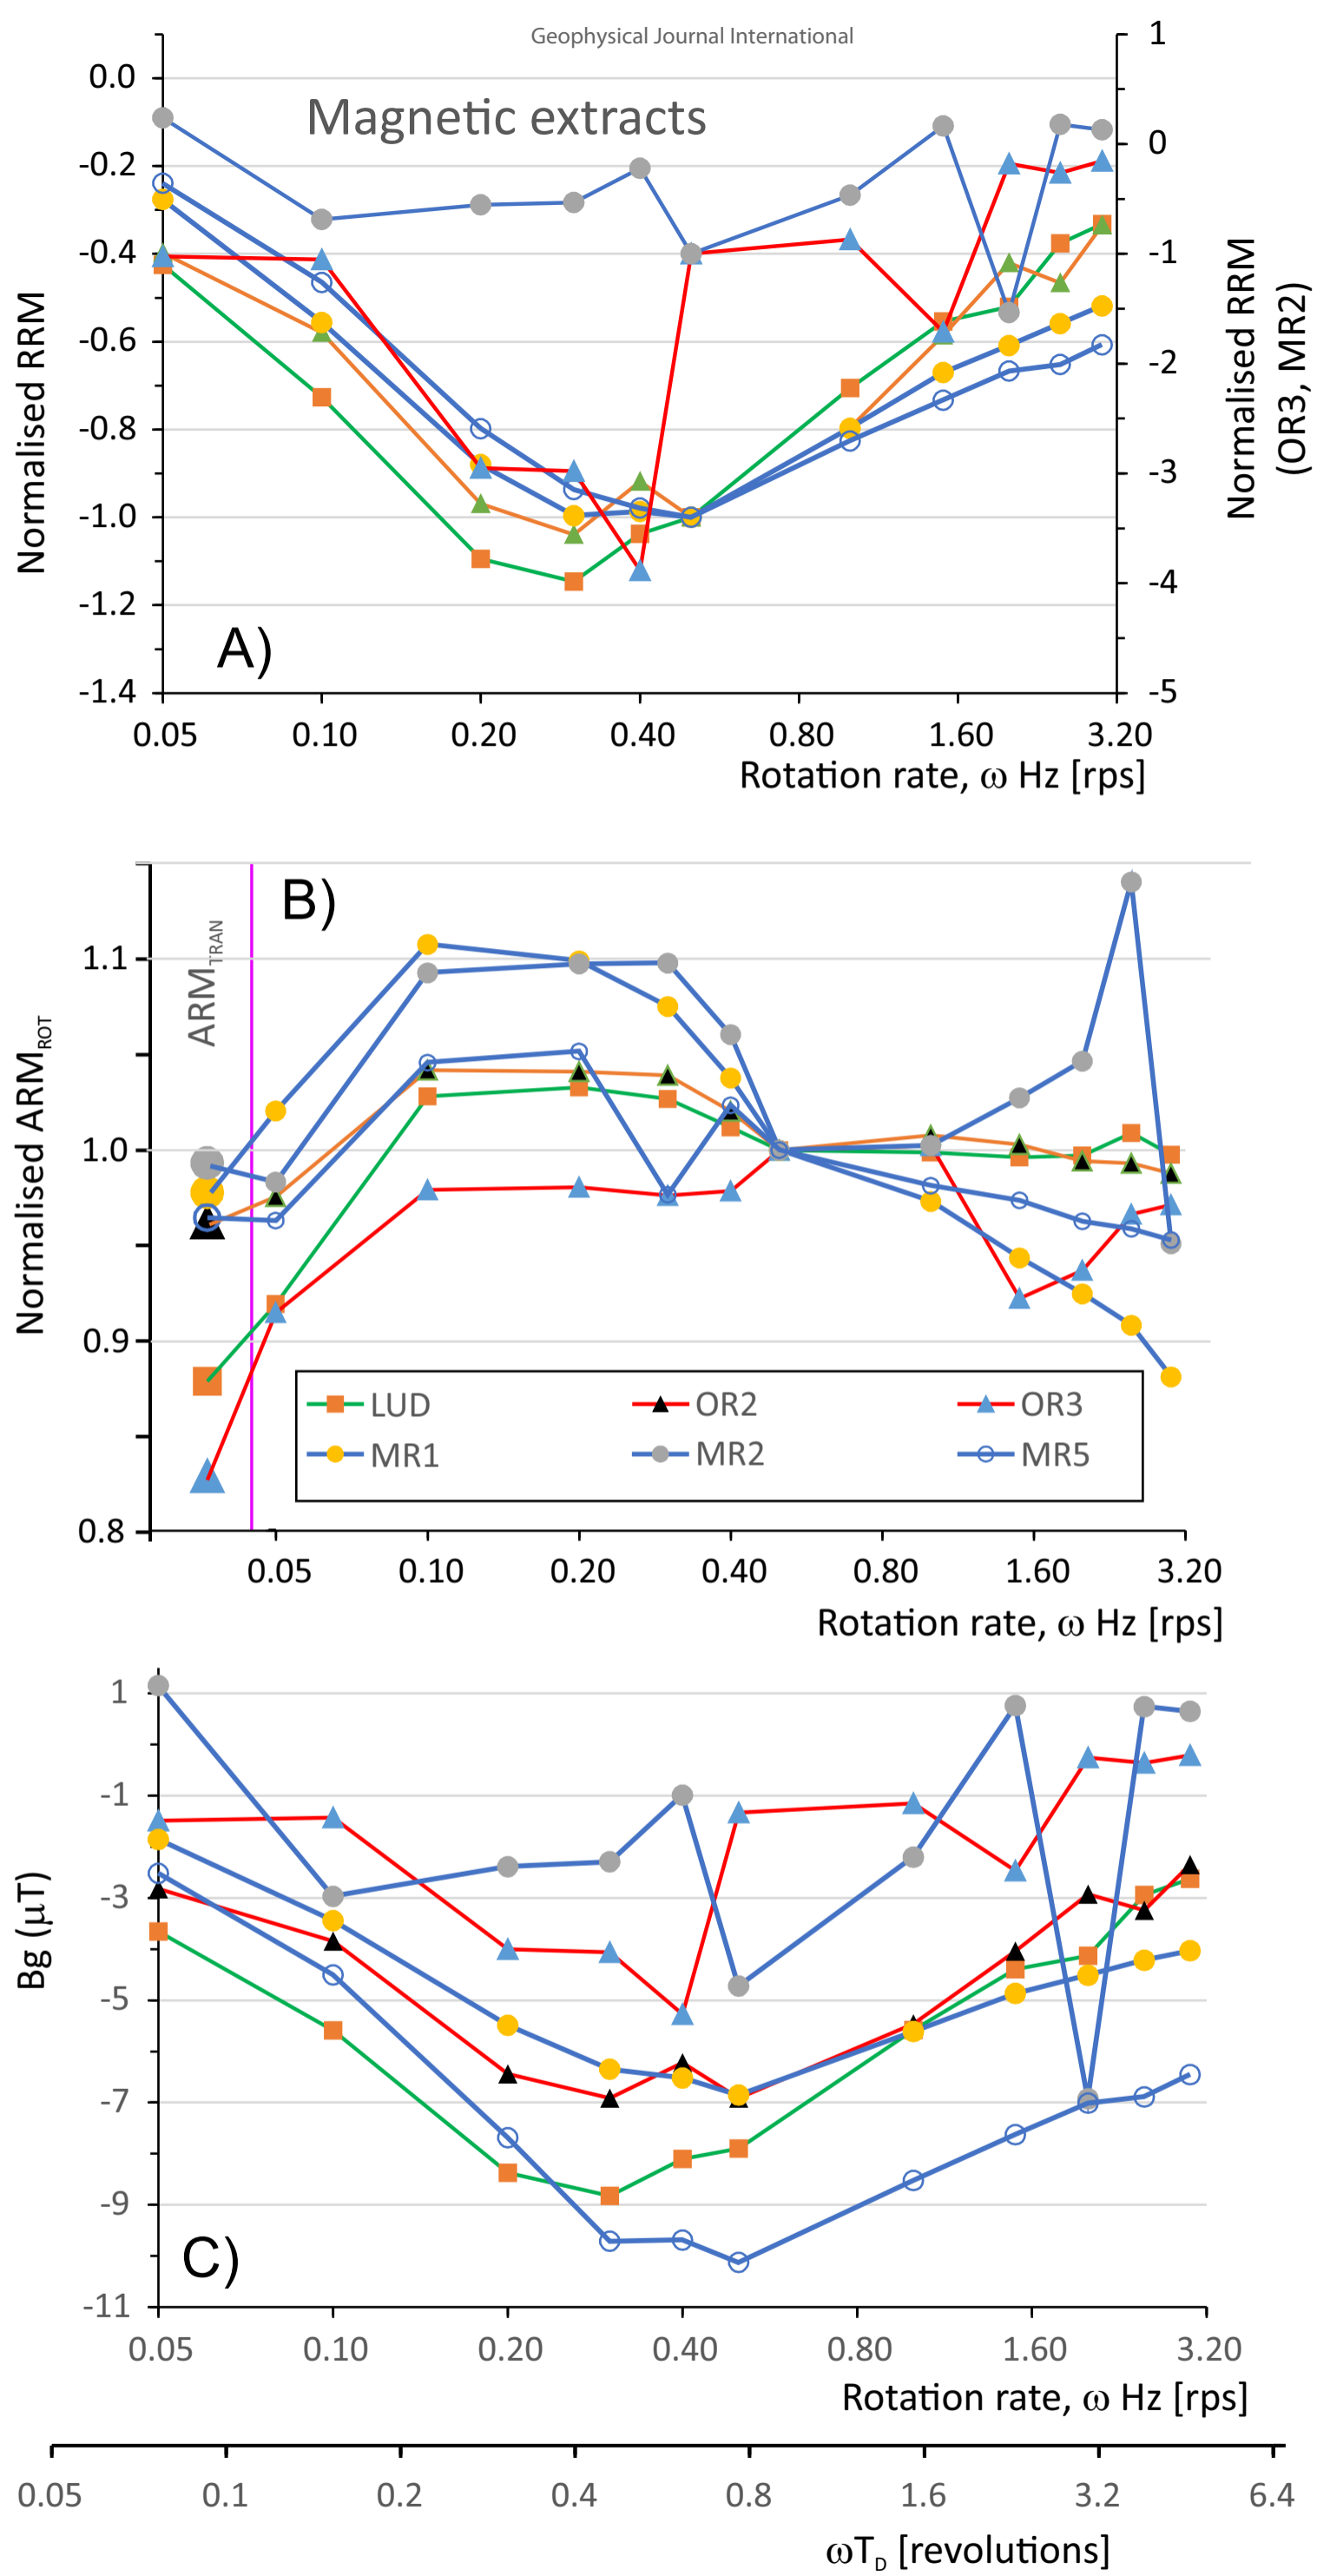 Geophysical Journal International
Magnetic extracts
A)
Normalised RRM
0.0
-0.2
-0.4
-0.6
-0.8
-1.0
-1.2
-1.4
1
0
-1
-2
-3
-4
-5
Normalised RRM
(OR3, MR2)
0.05 0.10 0.20 0.40 0.80 1.60 3.20
Rotation rate, ω Hz [rps]
B)
ARM TRAN
Normalised ARM ROT
1.1
1.0
0.9
0.8
LUD OR2 OR3
MR1 MR2 MR5
0.05 0.10 0.20 0.40 0.80 1.60 3.20
Rotation rate, ω Hz [rps]
C)
Bg (µT)
1
-1
-3
-5
-7
-9
-11
0.05 0.10 0.20 0.40 0.80 1.60 3.20
Rotation rate, ω Hz [rps]
0.05 0.1 0.2 0.4 0.8 1.6 3.2 6.4
ωT D [revolutions]